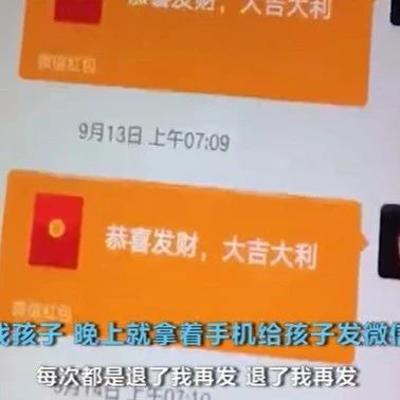 恭喜发财，大吉大利
微信红包
9月13日 上午07:09
恭喜发财，大吉大利
微信红包
找孩子 晚上就拿着手机给孩子发微信
每次都是退了我再发 退了我再发